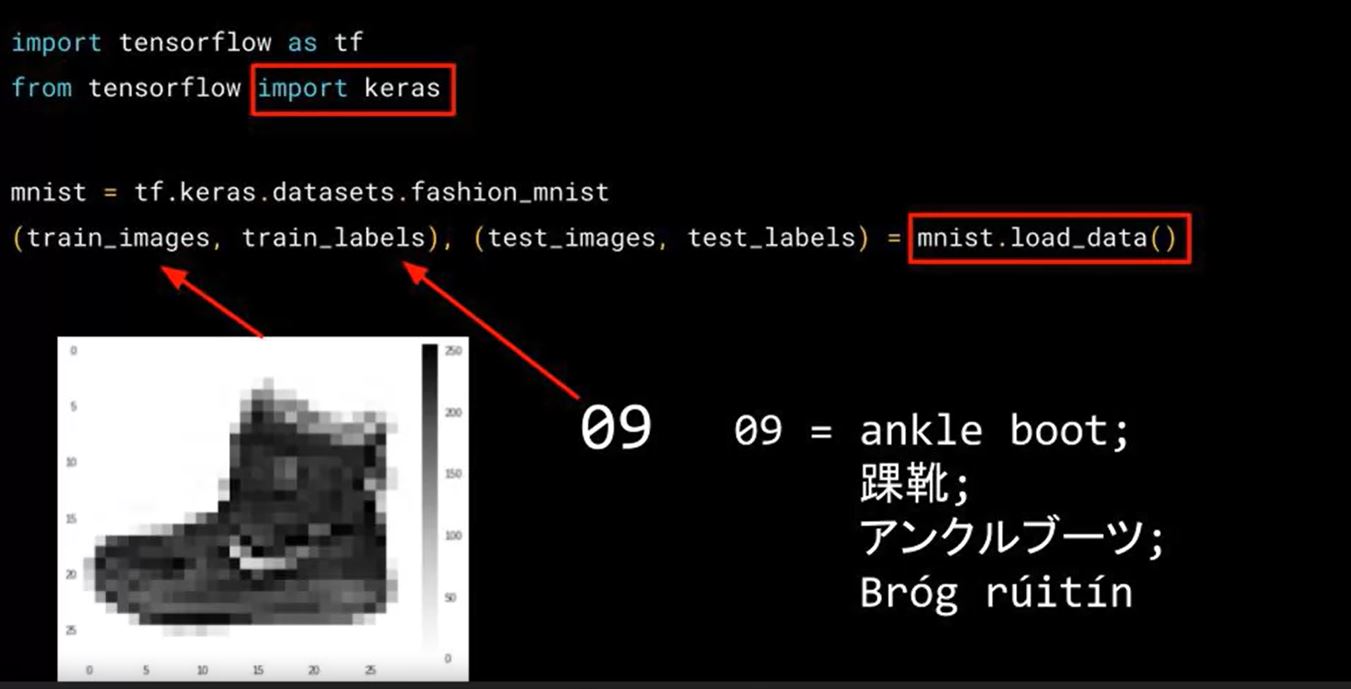 import tensorflow as tf
from tensorflow import keras
mnist = tf.keras.datasets.fashion_mnist
(train_images, train_labels), (test_images, test_labels) = mnist.load_data()
0
5
10
15
20
25
0 5 10 15 20 25
250
200
150
100
50
0
09
09 = ankle boot;
踝靴;
アンクルブーツ;
Bróg rúitín